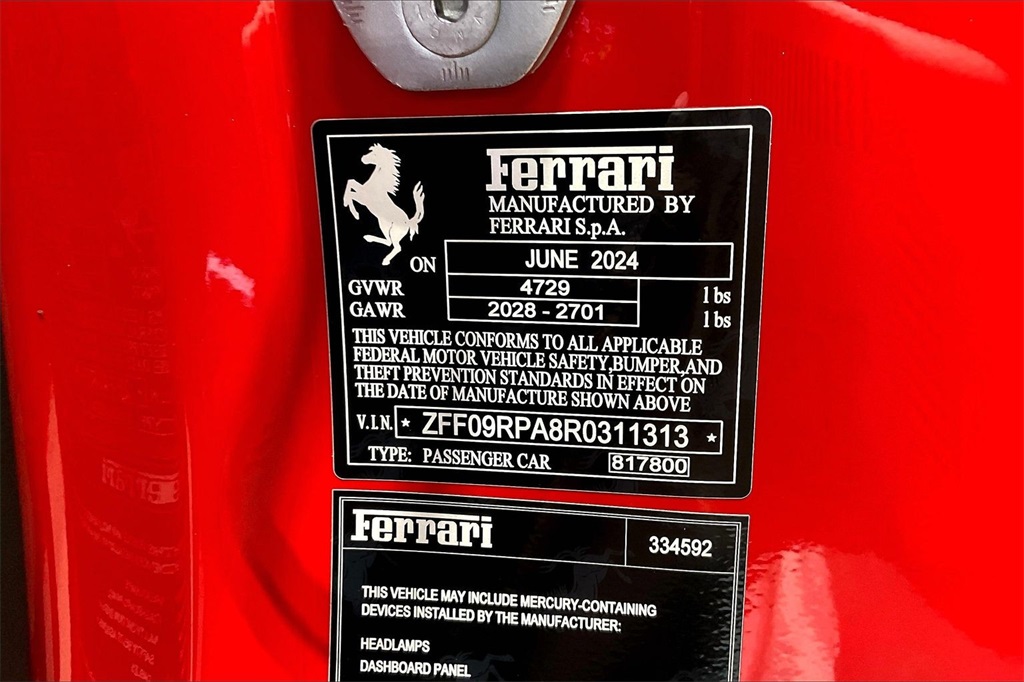 Ferrari
MANUFACTURED BY
FERRARI S.p.A.
ON JUNE 2024
GVWR 4729 lbs
GAWR 2028 - 2701 lbs
THIS VEHICLE CONFORMS TO ALL APPLICABLE
FEDERAL MOTOR VEHICLE SAFETY,BUMPER,AND
THEFT PREVENTION STANDARDS IN EFFECT ON
THE DATE OF MANUFACTURE SHOWN ABOVE
V.I.N. * ZFF09RPA8R0311313 *
TYPE: PASSENGER CAR 817800
Ferrari 334592
THIS VEHICLE MAY INCLUDE MERCURY-CONTAINING
DEVICES INSTALLED BY THE MANUFACTURER:
HEADLAMPS
DASHBOARD PANEL